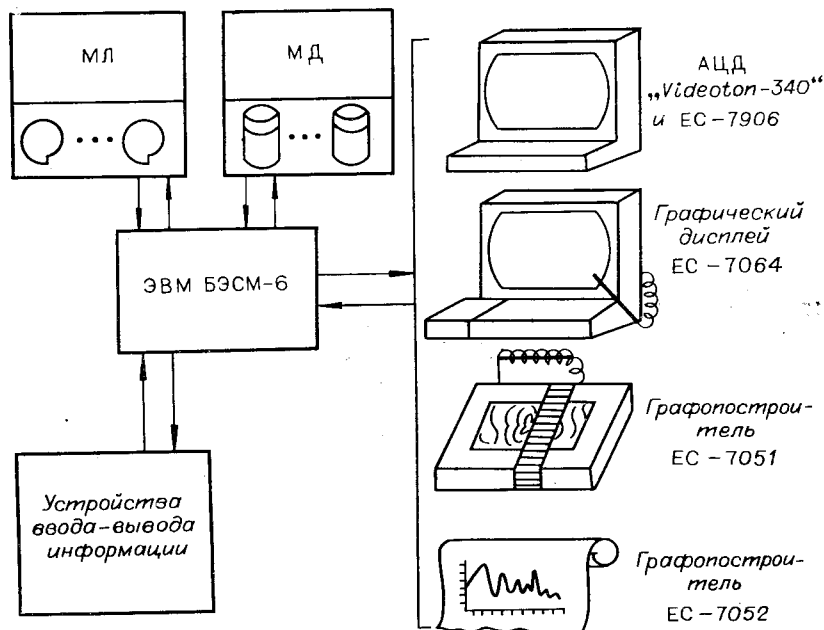 МЛ
МД
ЭВМ БЭСМ-6
Устройства
ввода-вывода
информации
АЦД
„Videoton-340“
и ЕС-7906
Графический
дисплей
ЕС-7064
Графопострои-
тель
ЕС-7051
Графопострои-
тель
ЕС-7052